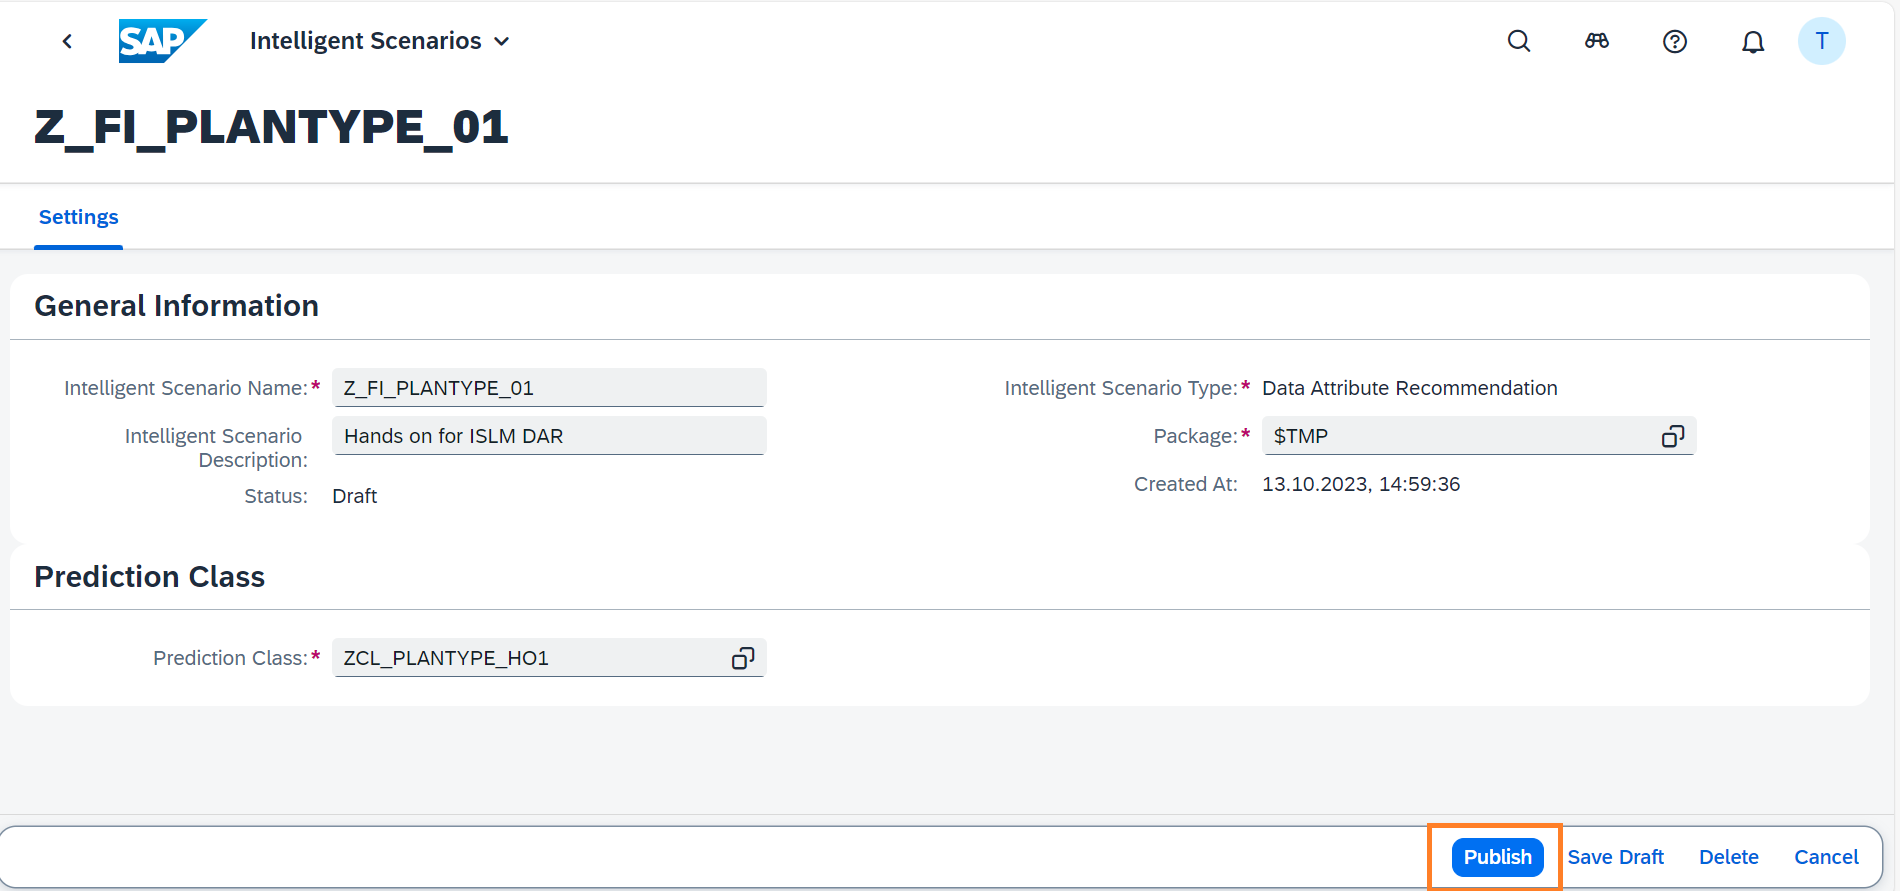 SAP Intelligent Scenarios
T
Z_FI_PLANTYPE_01
Settings
General Information
Intelligent Scenario Name:* Z_FI_PLANTYPE_01
Intelligent Scenario Type:* Data Attribute Recommendation
Intelligent Scenario
Description: Hands on for ISLM DAR
Package:* $TMP
Status: Draft
Created At: 13.10.2023, 14:59:36
Prediction Class
Prediction Class:* ZCL_PLANTYPE_HO1
Publish Save Draft Delete Cancel